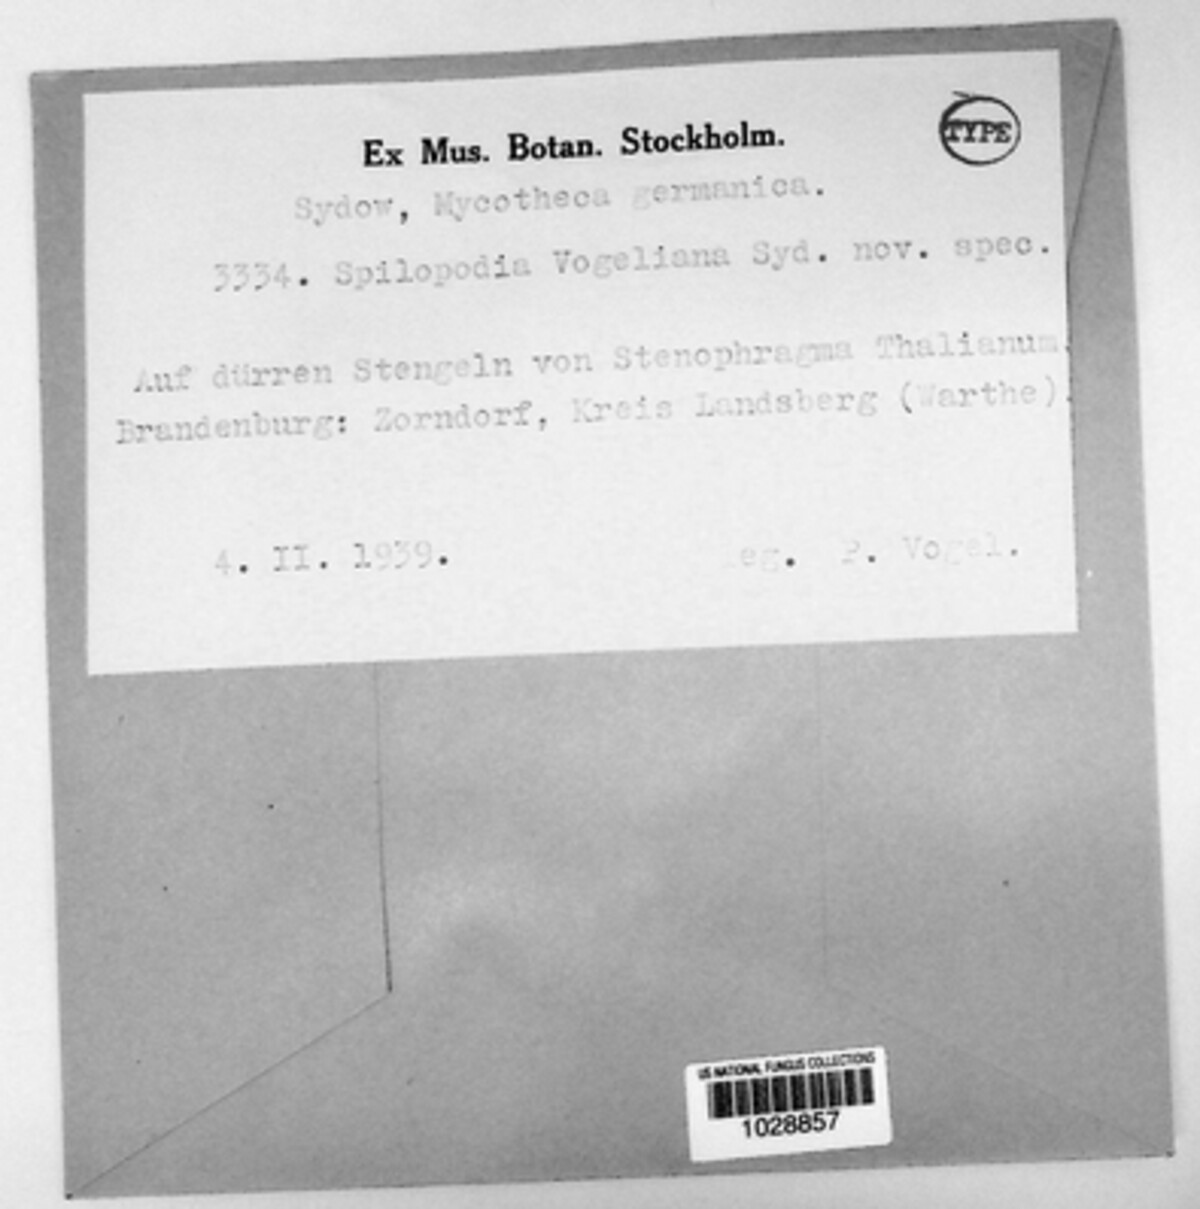 Ex Mus. Botan. Stockholm.
TYPE
Sydow, Mycotheca germanica.
3334. Spilopodia Vogeliana Syd. nov. spec.
Auf dürren Stengeln von Stenophragma Thalianum.
Brandenburg: Zorndorf, Kreis Landsberg (Warthe).
4. II. 1939. leg. P. Vogel.
US NATIONAL FUNGUS COLLECTIONS
1028857